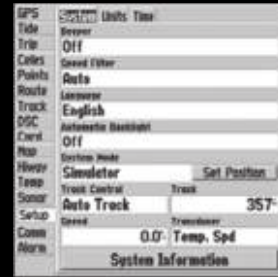 GPS
Tide
Trip
Celes
Points
Route
Track
DSC
Card
Map
Hiway
Temp
Sonar
Setup
Comm
Alarm
System Units Time
Beeper
Off
Speed Filter
Auto
Language
English
Automatic Backlight
Off
System Mode
Simulator
Set Position
Track Control Track
Auto Track 357°
Speed Transducer
0.0 Temp, Spd
System Information